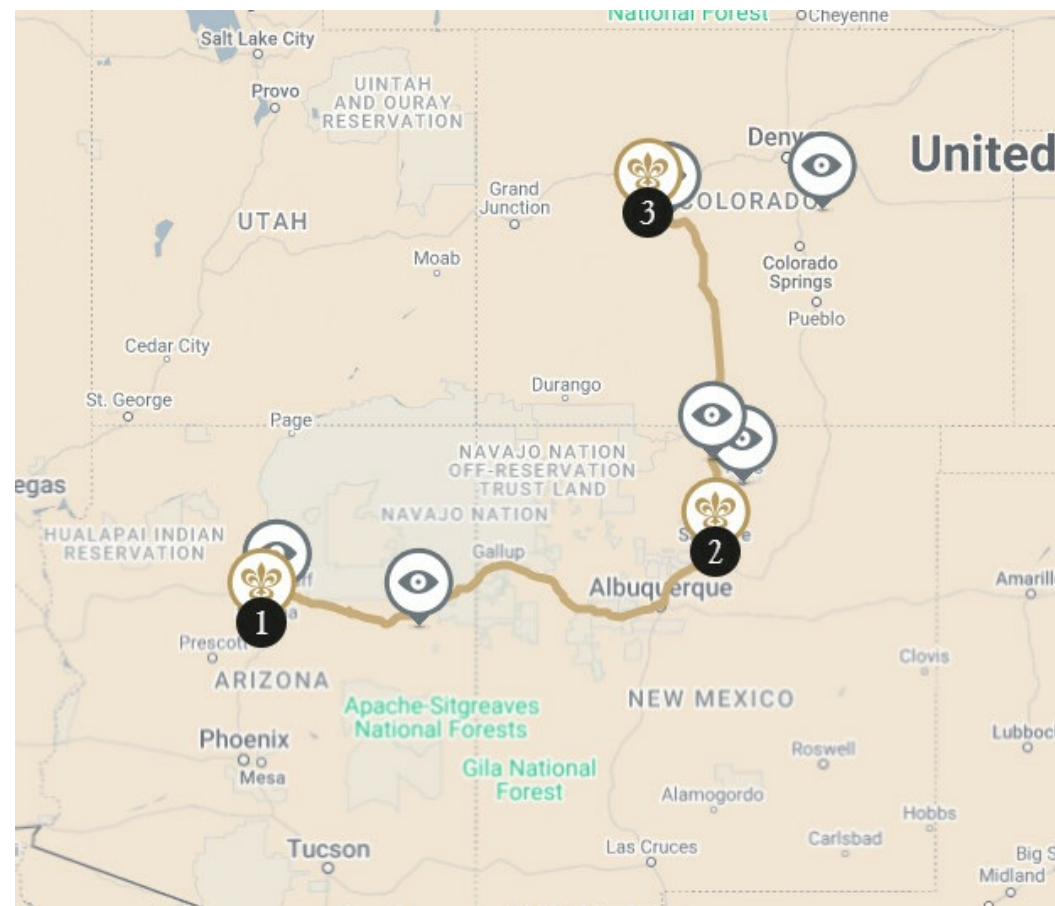 National Forest
Cheyenne
Salt Lake City
Provo
UINTAH
AND OURAY
RESERVATION
United
Grand
Junction
COLORADO
3
UTAH
Moab
Colorado
Springs
Pueblo
Cedar City
Durango
St. George
Page
NAVAJO NATION
OFF-RESERVATION
TRUST LAND
egas
NAVAJO NATION
HUALAPAI INDIAN
RESERVATION
Gallup
2
Albuquerque
Amarill
1
Prescott
ARIZONA
Clovis
NEW MEXICO
Apache-Sitgreaves
National Forests
Phoenix
Mesa
Roswell
Lubboc
Gila National
Forest
Alamogordo
Hobbs
Tucson
Las Cruces
Carlsbad
Big S
Midland